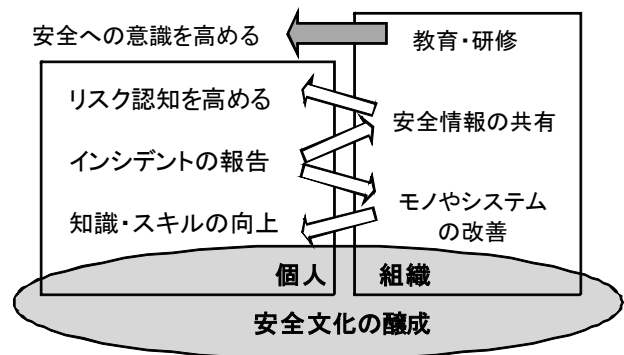 安全への意識を高める
教育・研修
リスク認知を高める
安全情報の共有
インシデントの報告
モノやシステム
の改善
知識・スキルの向上
個人
組織
安全文化の醸成